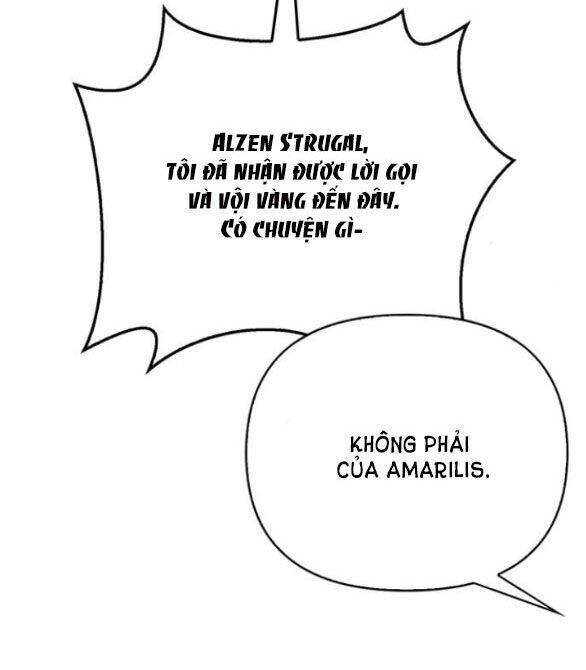 ALZEN STRUGAL,
TÔI ĐÃ NHẬN ĐƯỢC LỜI GỌI
VÀ VỘI VÀNG ĐẾN ĐÂY.
CÓ CHUYỆN GÌ-
KHÔNG PHẢI
CỦA AMARILIS.